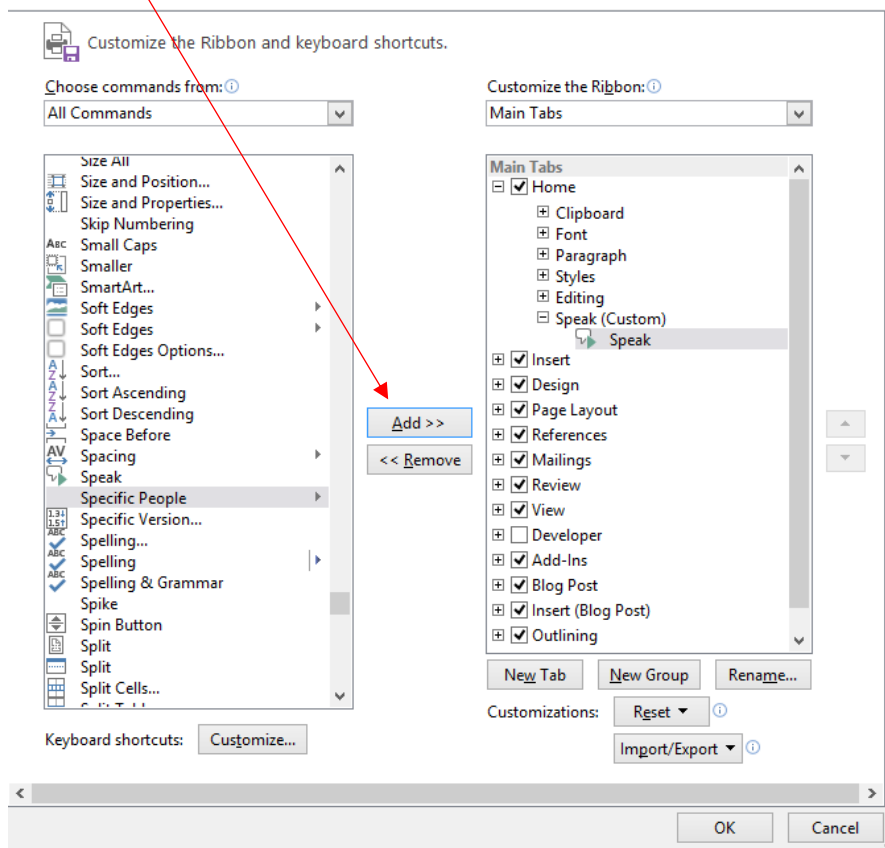 Customize the Ribbon and keyboard shortcuts.
Choose commands from:
All Commands
Size All
Size and Position...
Size and Properties...
Skip Numbering
ABC Small Caps
Smaller
SmartArt...
Soft Edges
Soft Edges
Soft Edges Options...
Sort...
Sort Ascending
Sort Descending
Space Before
AV Spacing
Speak
Specific People
Specific Version...
Spelling...
Spelling
Spelling & Grammar
Spike
Spin Button
Split
Split
Split Cells...
Keyboard shortcuts: Customize...
Add >>
<< Remove
Customize the Ribbon:
Main Tabs
Main Tabs
Home
Clipboard
Font
Paragraph
Styles
Editing
Speak (Custom)
Speak
Insert
Design
Page Layout
References
Mailings
Review
View
Developer
Add-Ins
Blog Post
Insert (Blog Post)
Outlining
New Tab New Group Rename...
Customizations: Reset
Import/Export
OK Cancel